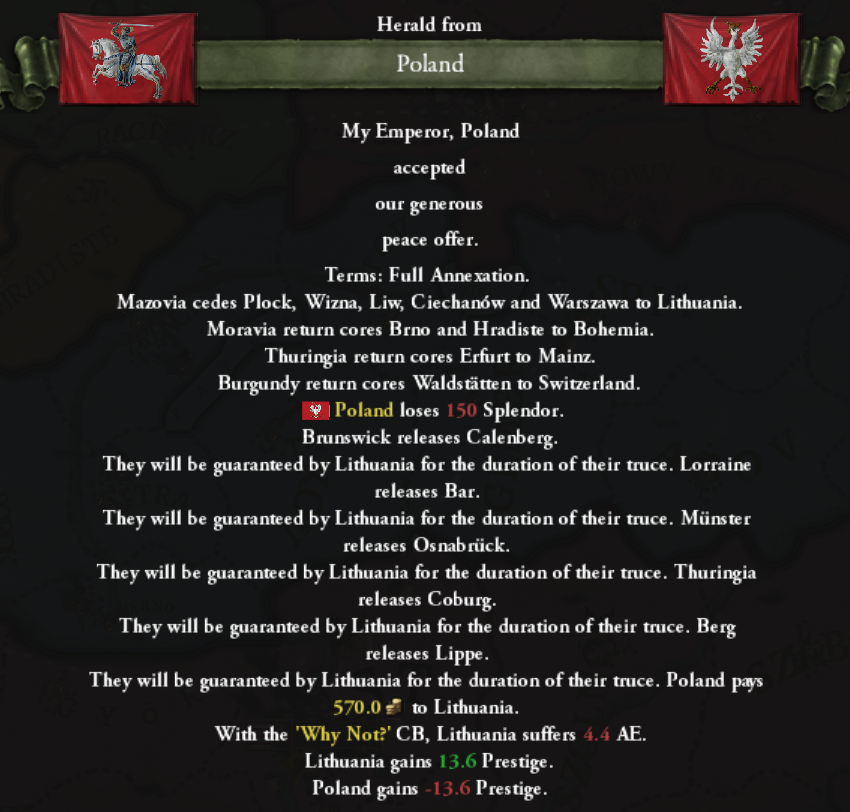 Herald from
Poland
My Emperor, Poland
accepted
our generous
peace offer.
Terms: Full Annexation.
Mazovia cedes Plock, Wizna, Liw, Ciechanów and Warszawa to Lithuania.
Moravia return cores Brno and Hradiste to Bohemia.
Thuringia return cores Erfurt to Mainz.
Burgundy return cores Waldstätten to Switzerland.
Poland loses 150 Splendor.
Brunswick releases Calenberg.
They will be guaranteed by Lithuania for the duration of their truce. Lorraine
releases Bar.
They will be guaranteed by Lithuania for the duration of their truce. Münster
releases Osnabrück.
They will be guaranteed by Lithuania for the duration of their truce. Thuringia
releases Coburg.
They will be guaranteed by Lithuania for the duration of their truce. Berg
releases Lippe.
They will be guaranteed by Lithuania for the duration of their truce. Poland pays
570.0 to Lithuania.
With the 'Why Not?' CB, Lithuania suffers 4.4 AE.
Lithuania gains 13.6 Prestige.
Poland gains -13.6 Prestige.